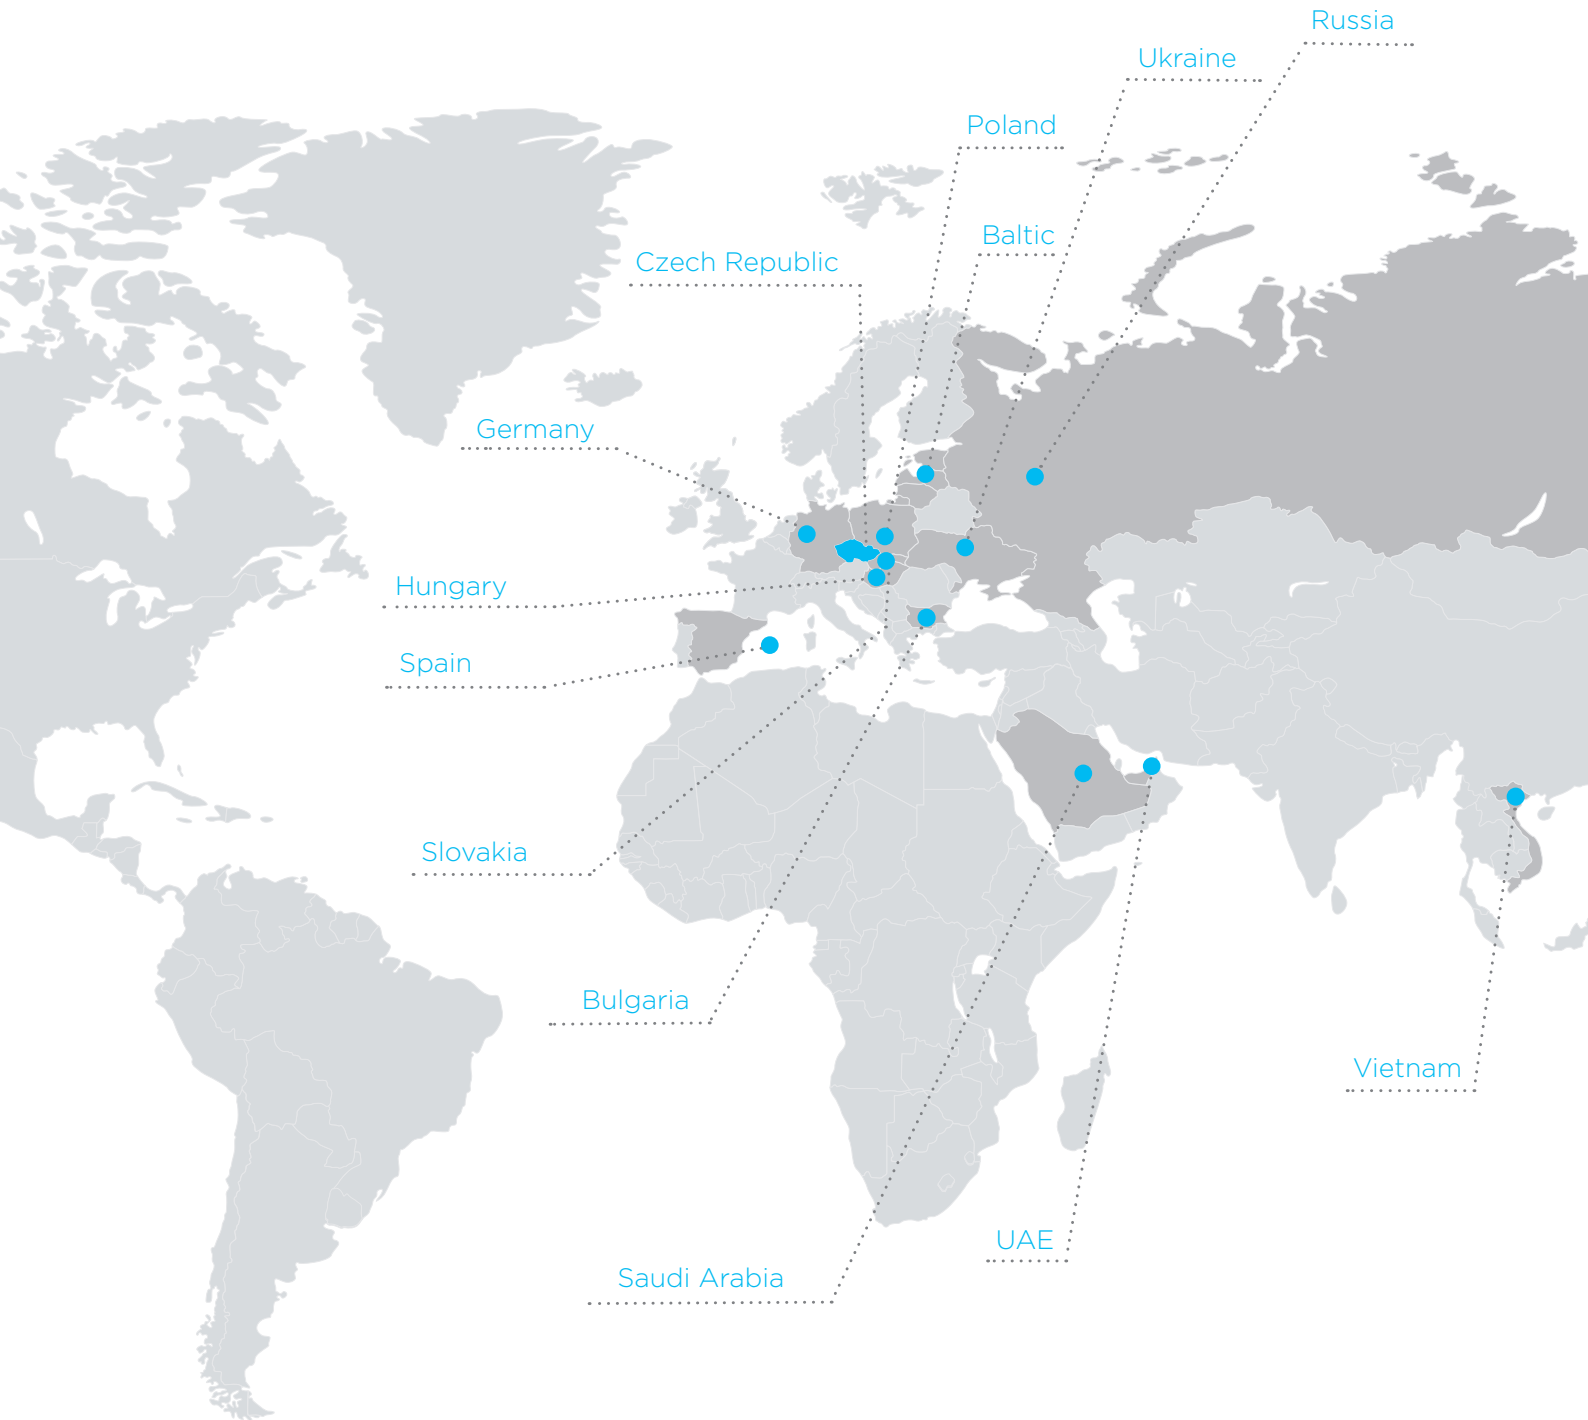 Russia
Ukraine
Poland
Baltic
Czech Republic
Germany
Hungary
Spain
Slovakia
Bulgaria
Vietnam
UAE
Saudi Arabia